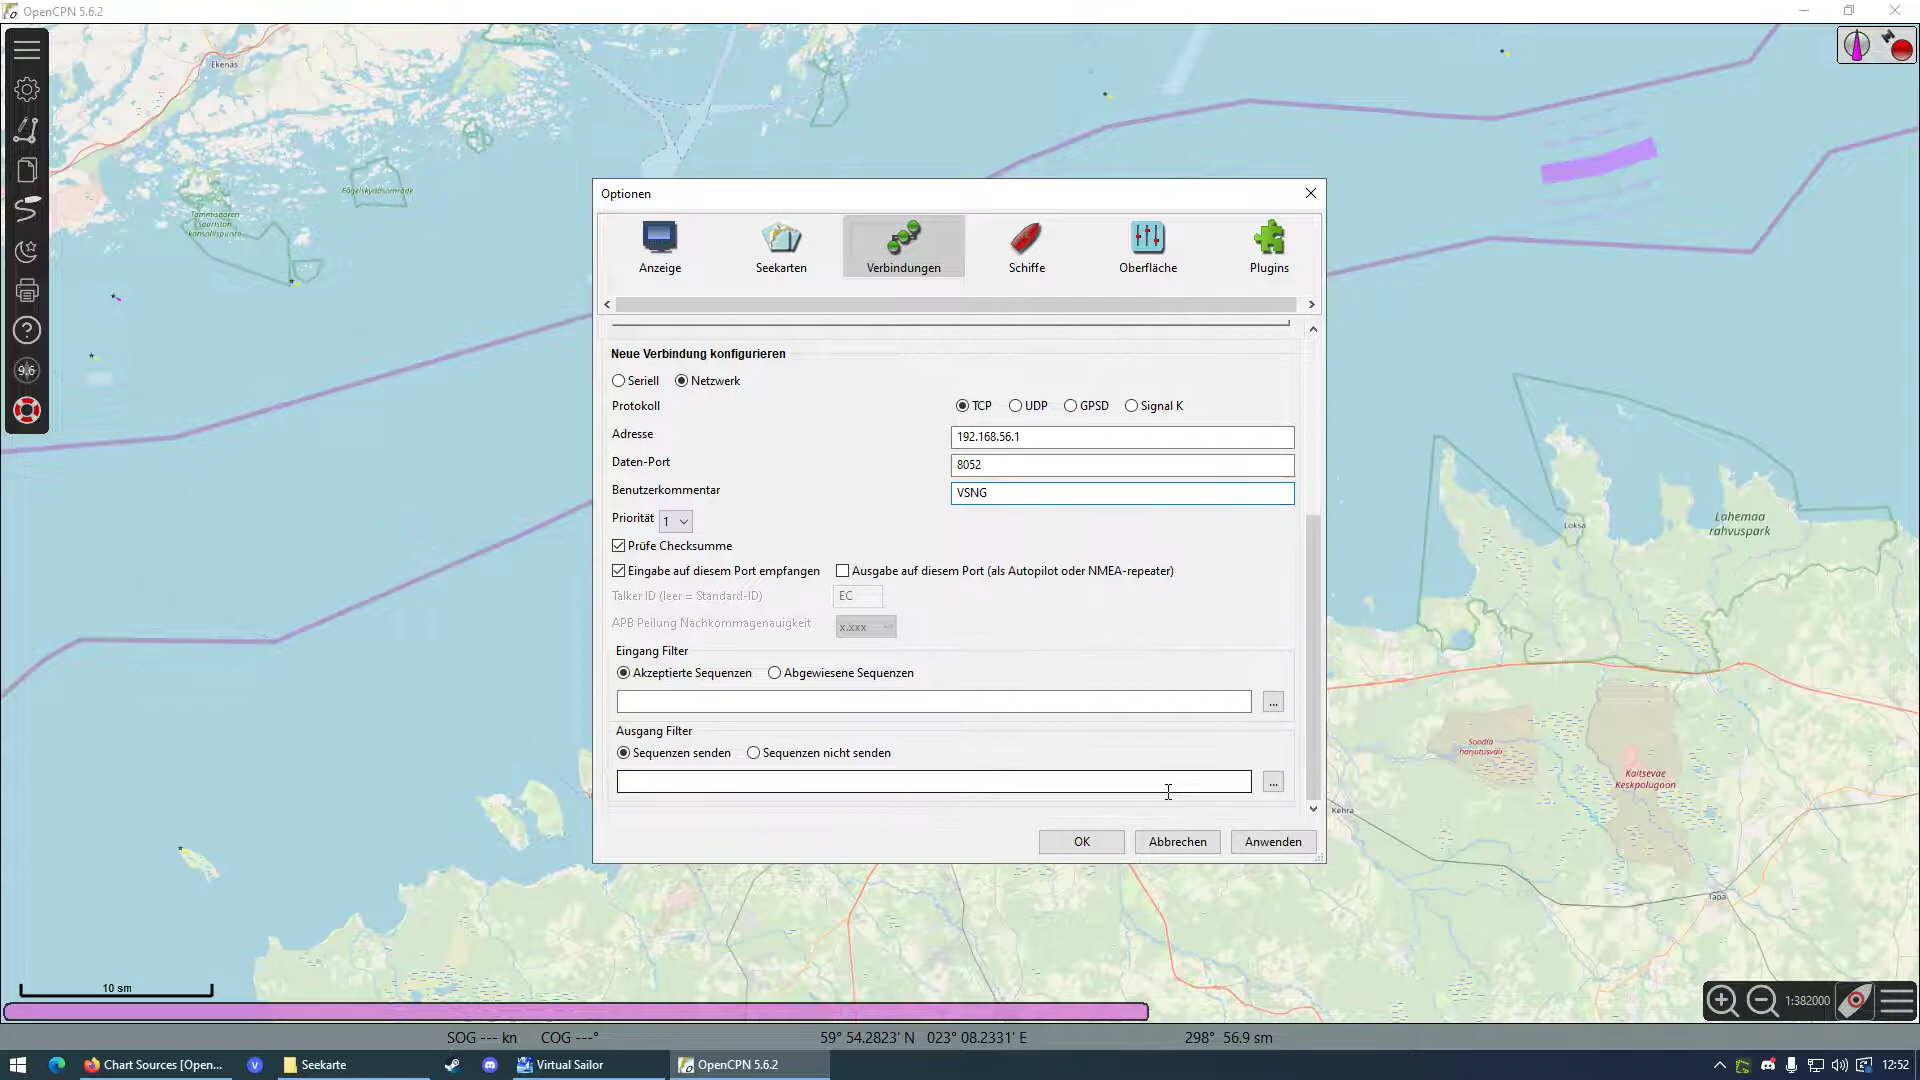 OpenCPN 5.6.2
Ekenäs
Fågelskyddsområde
Tammisaaren
saariston
kansallispuisto
9.6
Optionen
Anzeige
Seekarten
Verbindungen
Schiffe
Oberfläche
Plugins
Neue Verbindung konfigurieren
Seriell
Netzwerk
Protokoll
TCP
UDP
GPSD
Signal K
Adresse
192.168.56.1
Daten-Port
8052
Benutzerkommentar
VSNG
Priorität
1
Prüfe Checksumme
Eingabe auf diesem Port empfangen
Ausgabe auf diesem Port (als Autopilot oder NMEA-repeater)
Talker ID (leer = Standard-ID)
EC
APB Peilung Nachkommagenauigkeit
x.xxx
Eingang Filter
Akzeptierte Sequenzen
Abgewiesene Sequenzen
...
Ausgang Filter
Sequenzen senden
Sequenzen nicht senden
...
OK
Abbrechen
Anwenden
Loksa
Lahemaa
rahvuspark
Soodla
harjutusväli
Kaitseväe
Keskpolügoon
Kehra
Tapa
10 sm
1:382000
SOG --- kn
COG ---°
59° 54.2823' N 023° 08.2331' E
298° 56.9 sm
Chart Sources [Open...
Seekarte
Virtual Sailor
OpenCPN 5.6.2
12:52